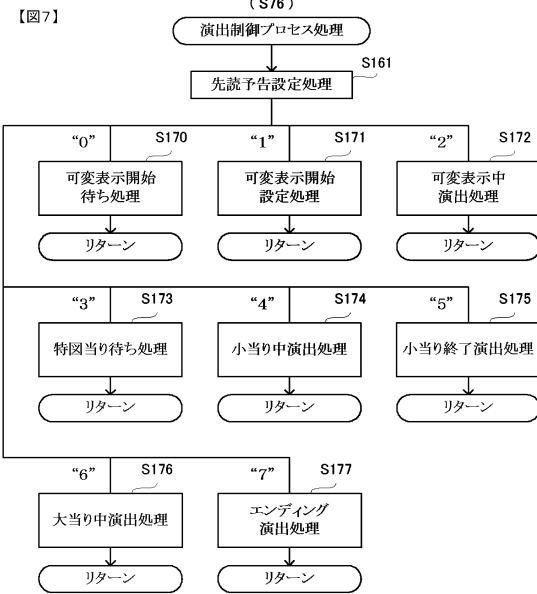 (S76)
【図7】
演出制御プロセス処理
S161
先読予告設定処理
“0” S170 “1” S171 “2” S172
可変表示開始 可変表示開始 可変表示中
待ち処理 設定処理 演出処理
リターン リターン リターン
“3” S173 “4” S174 “5” S175
特図当り待ち処理 小当り中演出処理 小当り終了演出処理
リターン リターン リターン
“6” S176 “7” S177
大当り中演出処理 エンディング
演出処理
リターン リターン